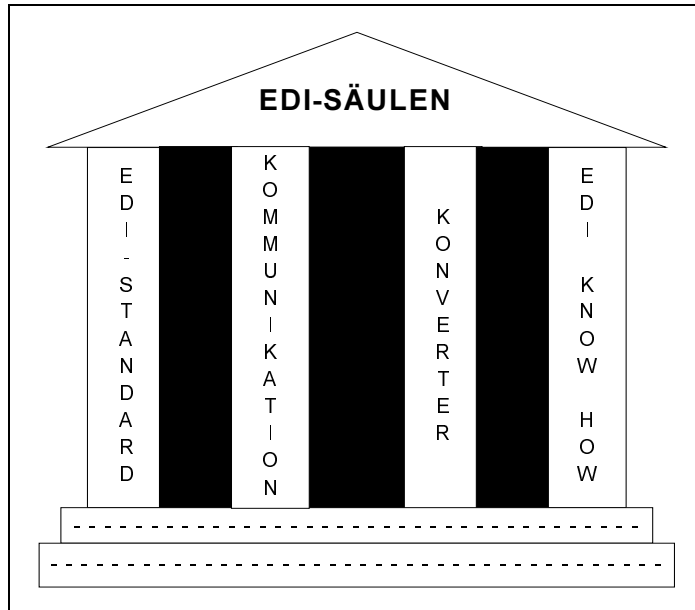 EDI-SÄULEN
EDI-STANDARD
KOMMUNIKATION
KONVERTER
EDI KNOW HOW